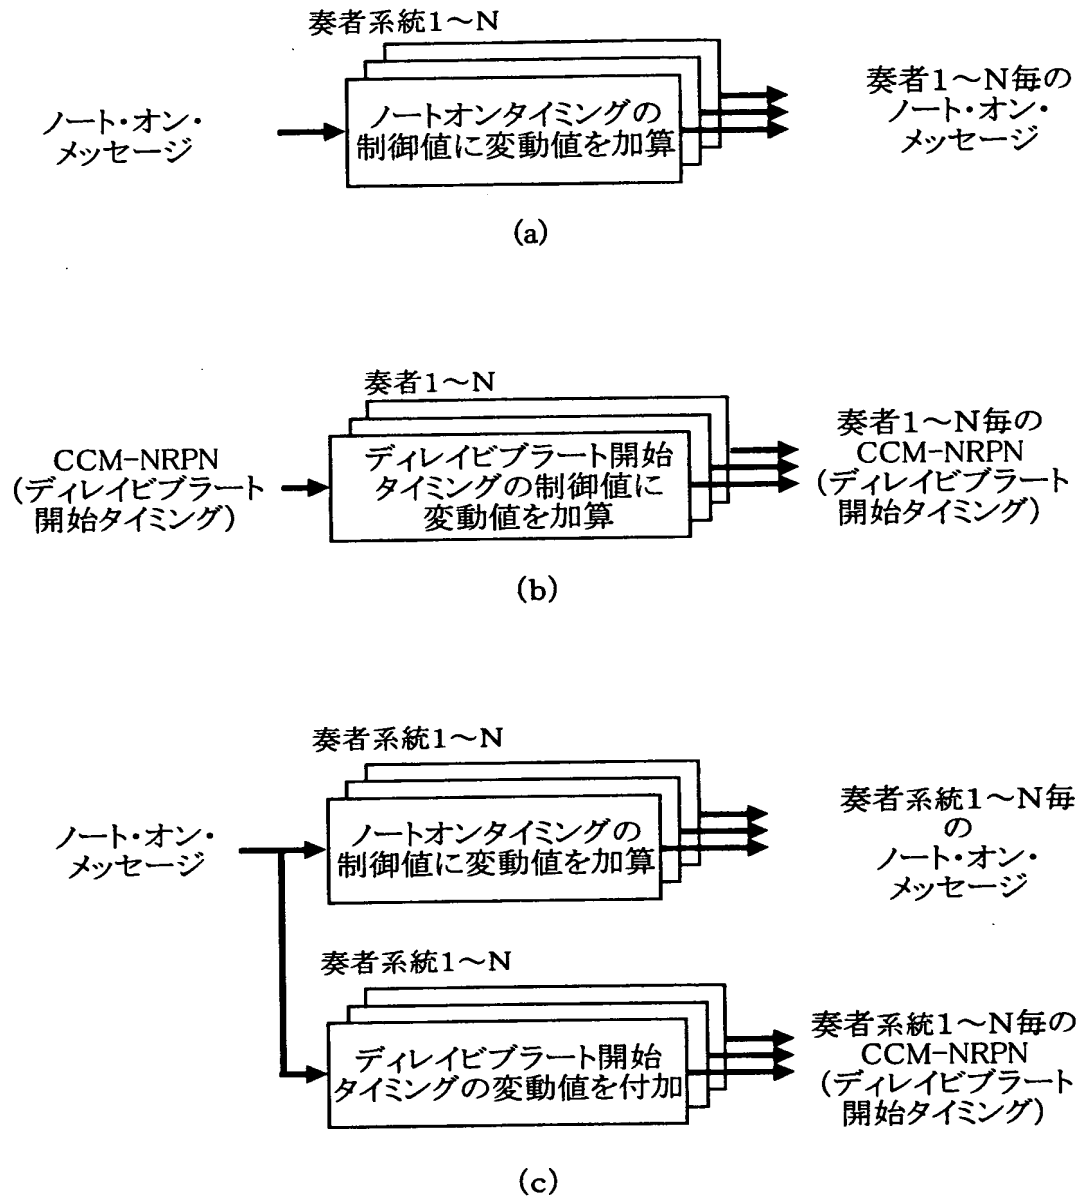 奏者系統1～N
ノート・オン・
メッセージ
ノートオンタイミングの
制御値に変動値を加算
奏者1～N毎の
ノート・オン・
メッセージ
(a)
奏者1～N
CCM-NRPN
(ディレイビブラート
開始タイミング)
ディレイビブラート開始
タイミングの制御値に
変動値を加算
奏者1～N毎の
CCM-NRPN
(ディレイビブラート
開始タイミング)
(b)
奏者系統1～N
ノート・オン・
メッセージ
ノートオンタイミングの
制御値に変動値を加算
奏者系統1～N毎
の
ノート・オン・
メッセージ
奏者系統1～N
ディレイビブラート開始
タイミングの変動値を付加
奏者系統1～N毎の
CCM-NRPN
(ディレイビブラート
開始タイミング)
(c)